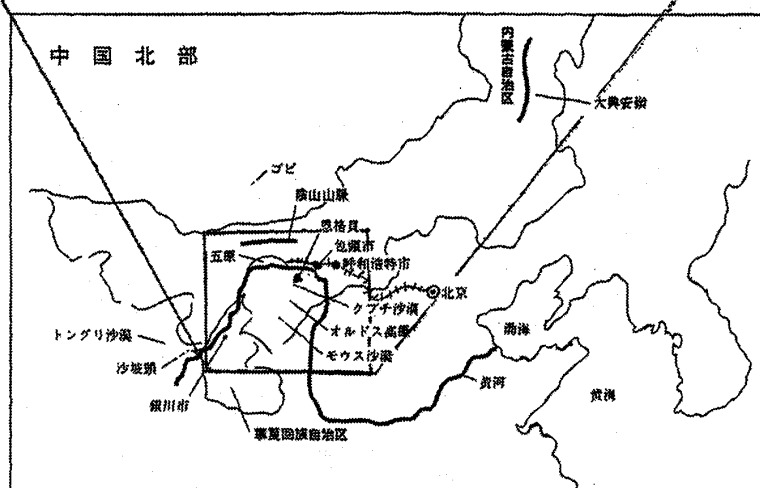 中国北部
内蒙古自治区
大興安嶺
ゴビ
陰山山脈
恩格貝
包頭市
五原
呼和浩特市
北京
クブチ沙漠
オルドス高原
モウス沙漠
トングリ沙漠
沙坡頭
銀川市
寧夏回族自治区
渤海
黄河
黄海